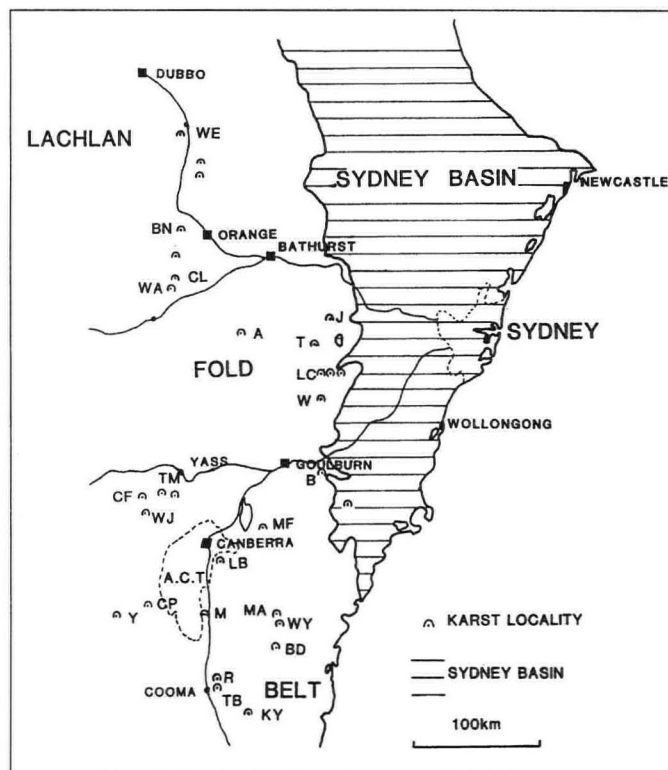 DUBBO
LACHLAN
WE
SYDNEY BASIN
NEWCASTLE
BN
ORANGE
BATHURST
CL
WA
J
A
T
SYDNEY
FOLD
LC
W
WOLLONGONG
YASS
GOULBURN
B
TM
CF
WJ
MF
CANBERRA
LB
A.C.T
CP
Y
M
MA
WY
KARST LOCALITY
BD
SYDNEY BASIN
R
COOMA
TB
BELT
KY
100km